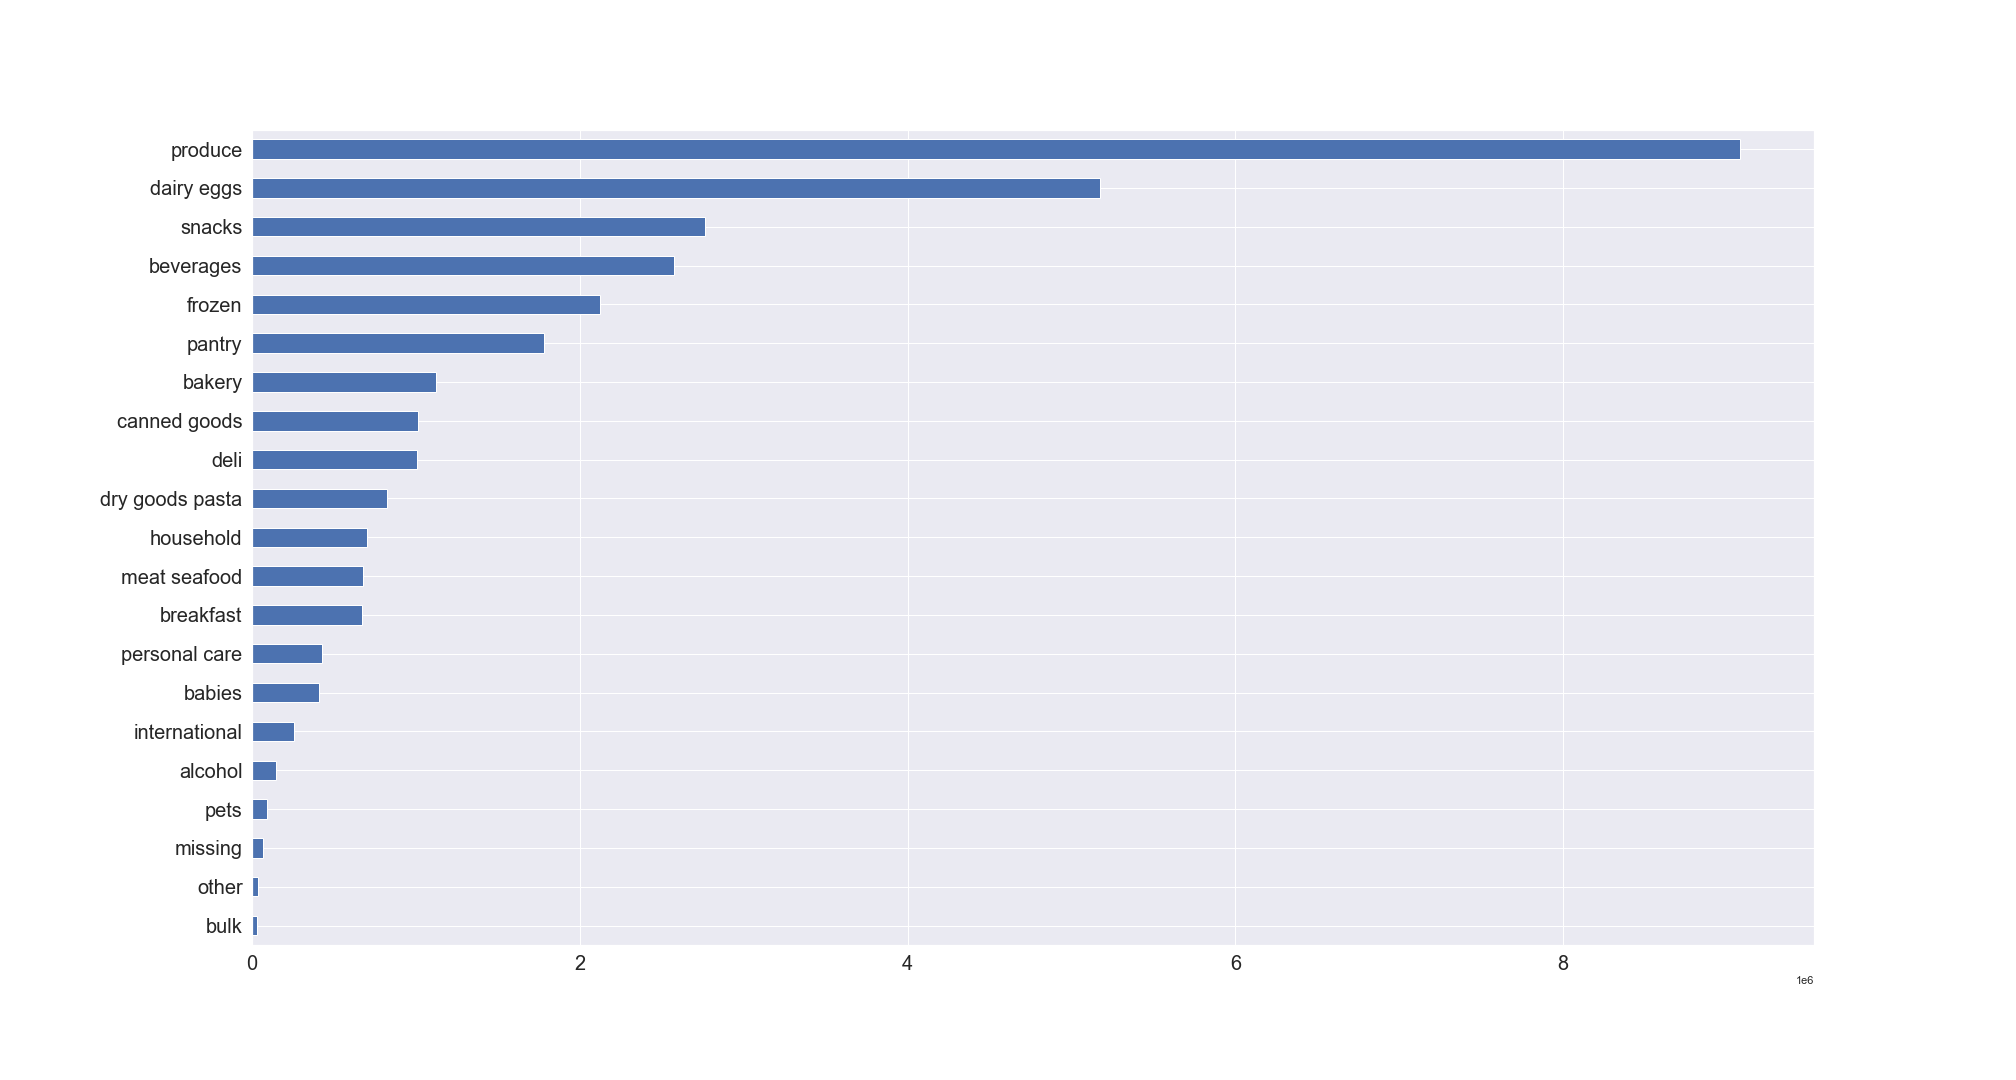 produce
dairy eggs
snacks
beverages
frozen
pantry
bakery
canned goods
deli
dry goods pasta
household
meat seafood
breakfast
personal care
babies
international
alcohol
pets
missing
other
bulk
0 2 4 6 8
1e6